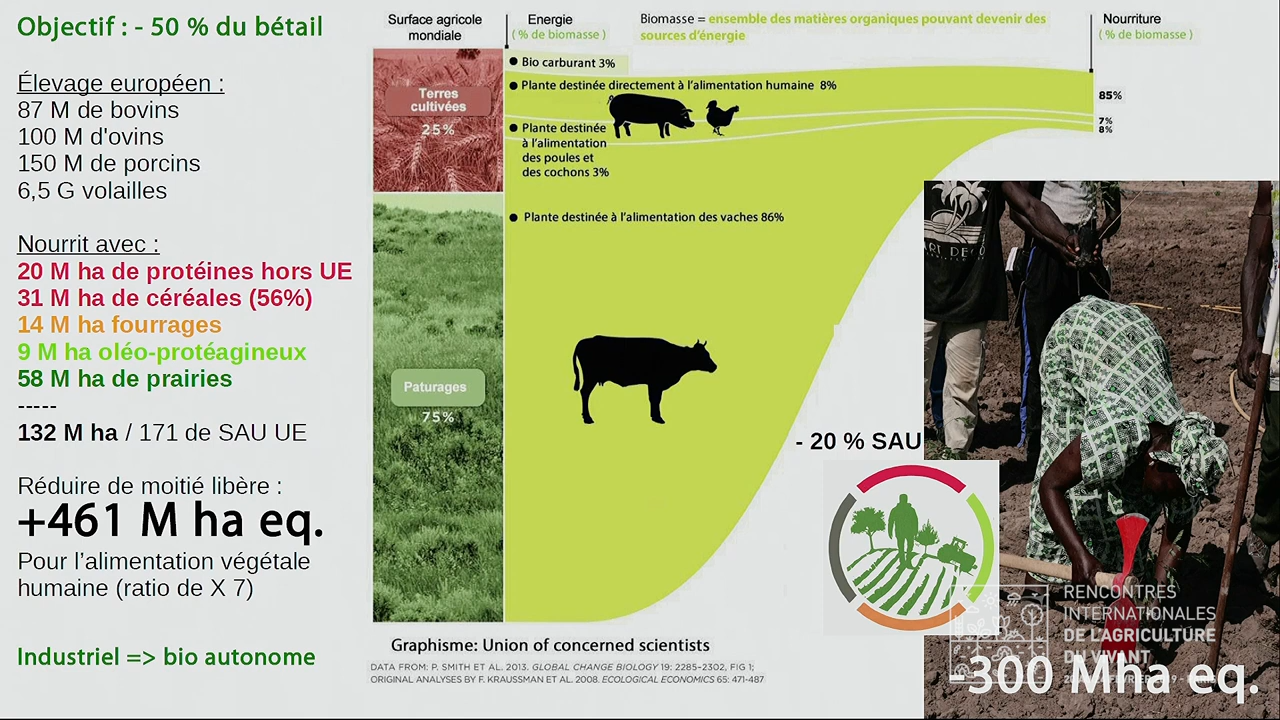 Objectif : - 50 % du bétail
Élevage européen :
87 M de bovins
100 M d'ovins
150 M de porcins
6,5 G volailles
Nourrit avec :
20 M ha de protéines hors UE
31 M ha de céréales (56%)
14 M ha fourrages
9 M ha oléo-protéagineux
58 M ha de prairies
-----
132 M ha / 171 de SAU UE
Réduire de moitié libère :
+461 M ha eq.
Pour l'alimentation végétale
humaine (ratio de X 7)
Industriel => bio autonome
Surface agricole
mondiale
Terres
cultivées
25%
Paturages
75%
Energie
( % de biomasse )
Biomasse = ensemble des matières organiques pouvant devenir des
sources d'énergie
Nourriture
( % de biomasse )
● Bio carburant 3%
● Plante destinée directement à l'alimentation humaine 8%
● Plante destinée
à l'alimentation
des poules et
des cochons 3%
● Plante destinée à l'alimentation des vaches 86%
85%
7%
8%
- 20 % SAU
Graphisme: Union of concerned scientists
DATA FROM: P. SMITH ET AL. 2013. GLOBAL CHANGE BIOLOGY 19: 2285–2302, FIG 1;
ORIGINAL ANALYSES BY F. KRAUSSMAN ET AL. 2008. ECOLOGICAL ECONOMICS 65: 471-487
RENCONTRES
INTERNATIONALES
DE L'AGRICULTURE
DU VIVANT
-300 Mha eq.